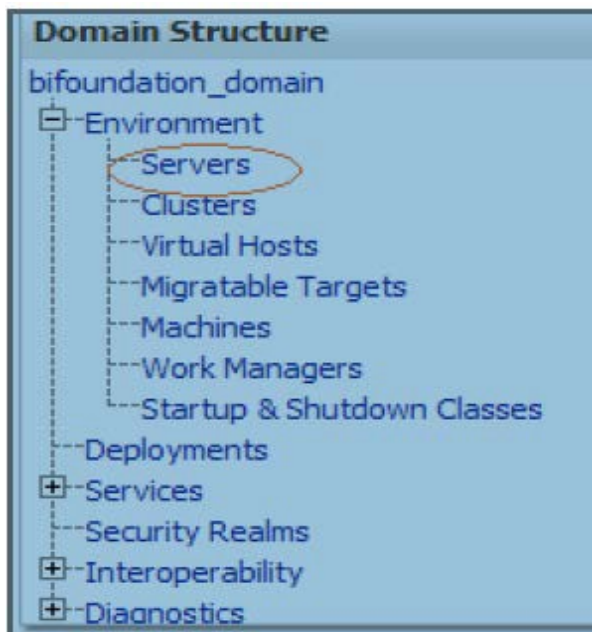 Domain Structure
bifoundation_domain
Environment
Servers
Clusters
Virtual Hosts
Migratable Targets
Machines
Work Managers
Startup & Shutdown Classes
Deployments
Services
Security Realms
Interoperability
Diagnostics